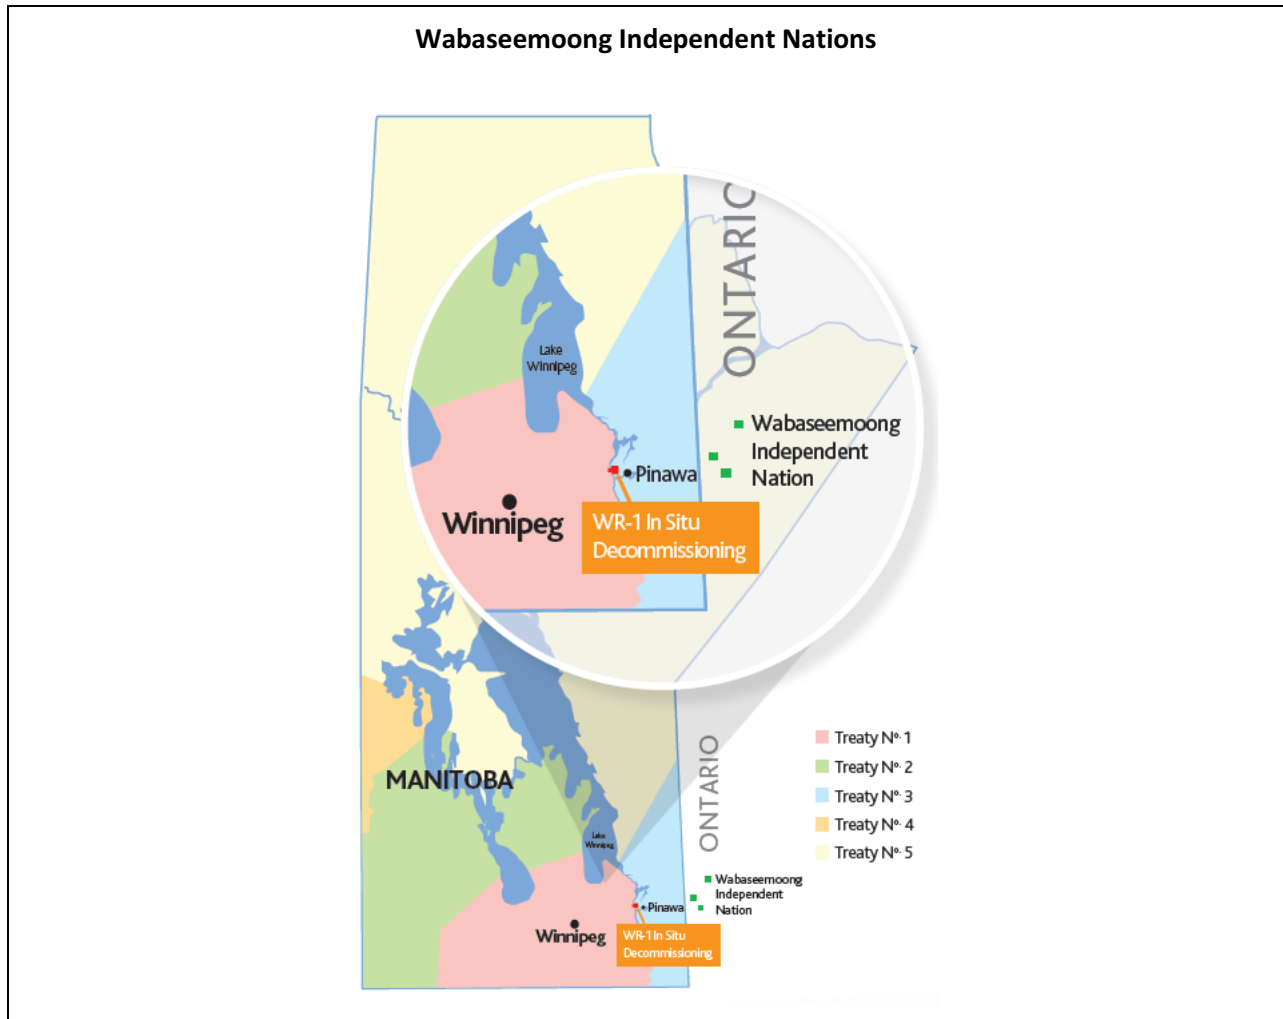 Wabaseemoong Independent Nations
ONTARIO
Lake
Winnipeg
Wabaseemoong
Independent
Nation
Pinawa
Winnipeg
WR-1 In Situ
Decommissioning
MANITOBA
ONTARIO
Treaty Nº· 1
Treaty Nº· 2
Treaty Nº· 3
Treaty Nº· 4
Treaty Nº· 5
Lake
Winnipeg
Wabaseemoong
Independent
Nation
Pinawa
Winnipeg
WR-1 In Situ
Decommissioning